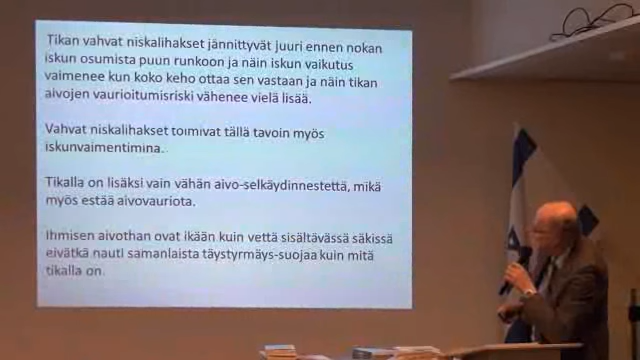 Tikan vahvat niskalihakset jännittyvät juuri ennen nokan
iskun osumista puun runkoon ja näin iskun vaikutus
vaimenee kun koko keho ottaa sen vastaan ja näin tikan
aivojen vaurioitumisriski vähenee vielä lisää.
Vahvat niskalihakset toimivat tällä tavoin myös
iskunvaimentimina.
Tikalla on lisäksi vain vähän aivo-selkäydinnestettä, mikä
myös estää aivovauriota.
Ihmisen aivothan ovat ikään kuin vettä sisältävässä säkissä
eivätkä nauti samanlaista täystyrmäys-suojaa kuin mitä
tikalla on.